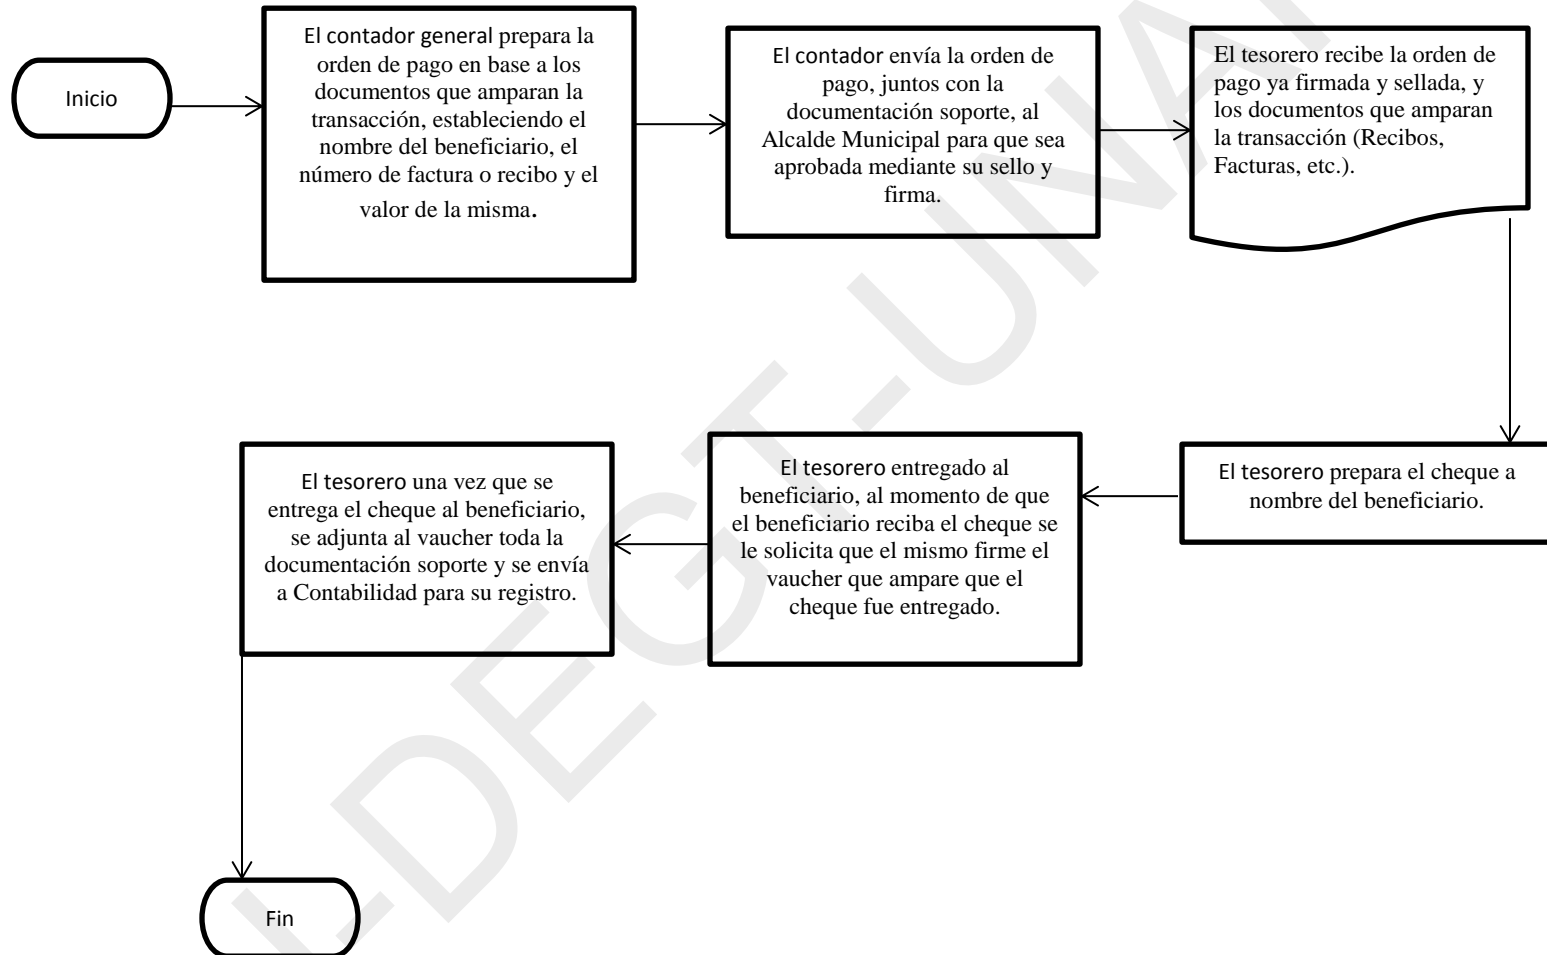 Inicio
El contador general prepara la
orden de pago en base a los
documentos que amparan la
transacción, estableciendo el
nombre del beneficiario, el
número de factura o recibo y el
valor de la misma.
El contador envía la orden de
pago, juntos con la
documentación soporte, al
Alcalde Municipal para que sea
aprobada mediante su sello y
firma.
El tesorero recibe la orden de
pago ya firmada y sellada, y
los documentos que amparan
la transacción (Recibos,
Facturas, etc.).
El tesorero prepara el cheque a
nombre del beneficiario.
El tesorero entregado al
beneficiario, al momento de que
el beneficiario reciba el cheque se
le solicita que el mismo firme el
vaucher que ampare que el
cheque fue entregado.
El tesorero una vez que se
entrega el cheque al beneficiario,
se adjunta al vaucher toda la
documentación soporte y se envía
a Contabilidad para su registro.
Fin